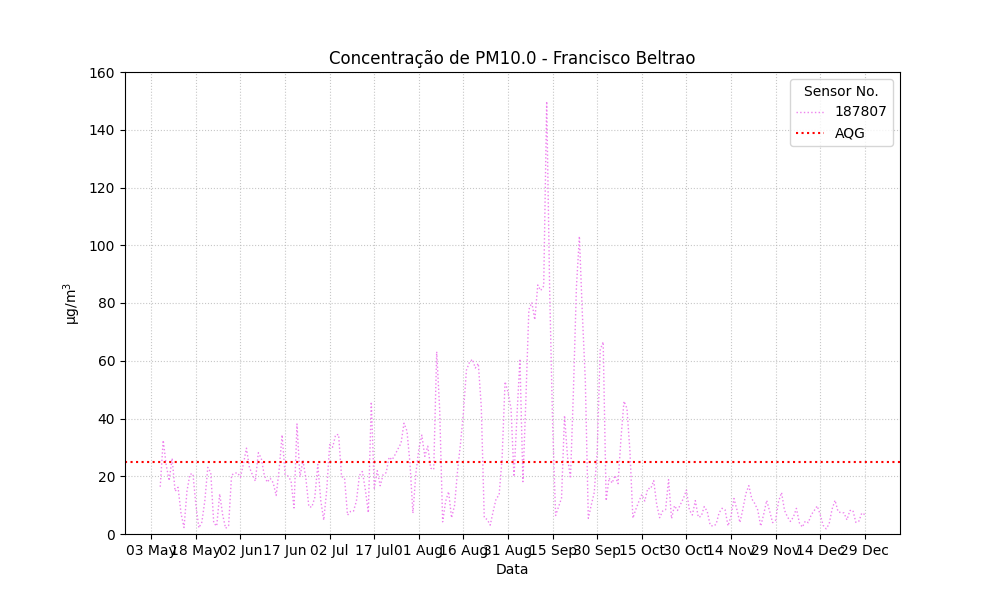 Concentração de PM10.0 - Francisco Beltrao
160
140
120
100
80
60
40
20
0
µg/m³
Sensor No.
187807
AQG
03 May 18 May 02 Jun 17 Jun 02 Jul 17 Jul 01 Aug 16 Aug 31 Aug 15 Sep 30 Sep 15 Oct 30 Oct 14 Nov 29 Nov 14 Dec 29 Dec
Data